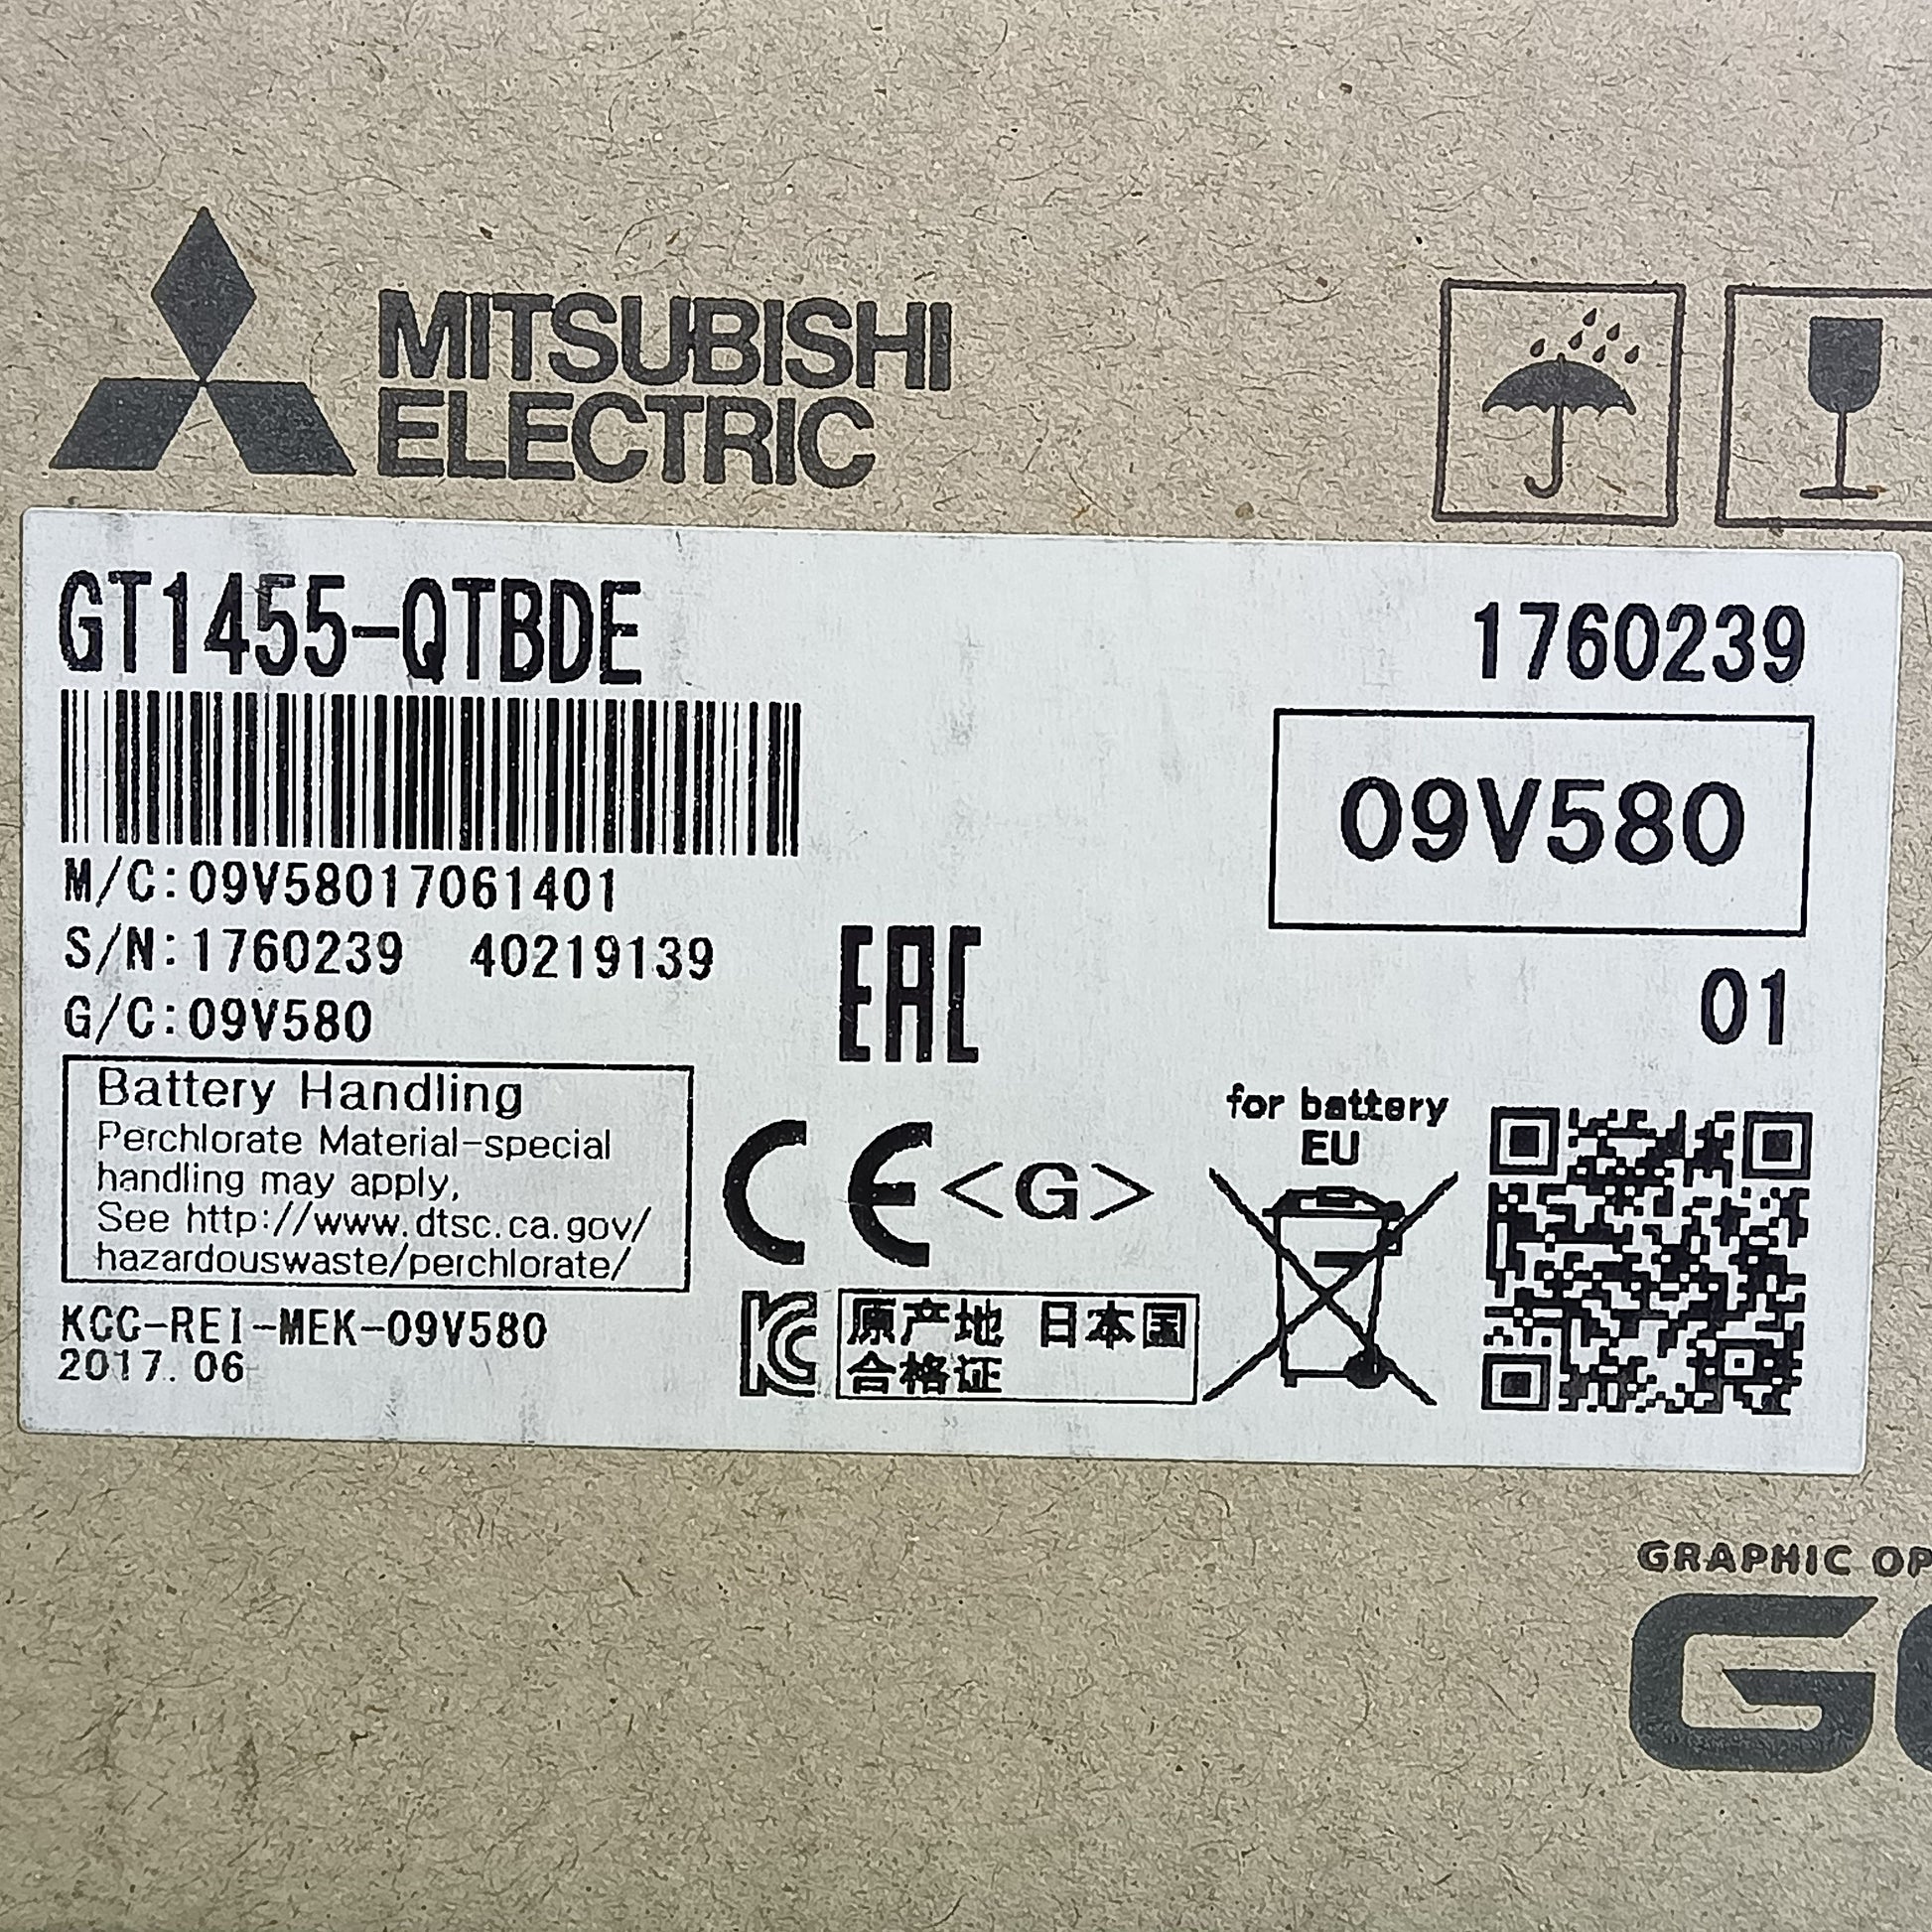 MITSUBISHI
ELECTRIC
GT1455-QTBDE
1760239
09V580
M/C:09V58017061401
S/N:1760239 40219139
G/C:09V580
EAC
01
Battery Handling
Perchlorate Material-special
handling may apply,
See http://www.dtsc.ca.gov/
hazardouswaste/perchlorate/
CE <G>
for battery
EU
KCC-REI-MEK-09V580
2017.06
KC
原产地 日本国
合格证
GRAPHIC OP
G